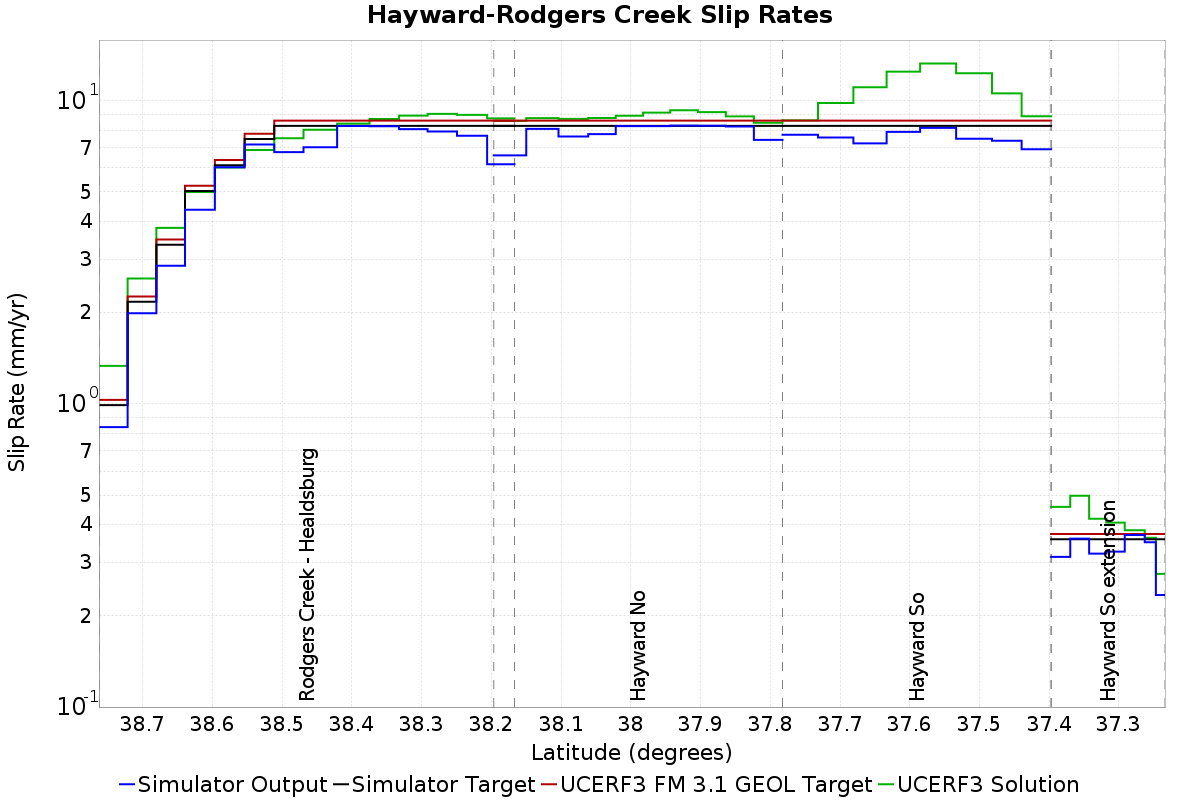 Hayward-Rodgers Creek Slip Rates
Slip Rate (mm/yr)
10^1
7
5
4
3
2
10^0
7
5
4
3
2
10^-1
Rodgers Creek - Healdsburg
Hayward No
Hayward So
Hayward So extension
38.7 38.6 38.5 38.4 38.3 38.2 38.1 38 37.9 37.8 37.7 37.6 37.5 37.4 37.3
Latitude (degrees)
Simulator Output Simulator Target UCERF3 FM 3.1 GEOL Target UCERF3 Solution